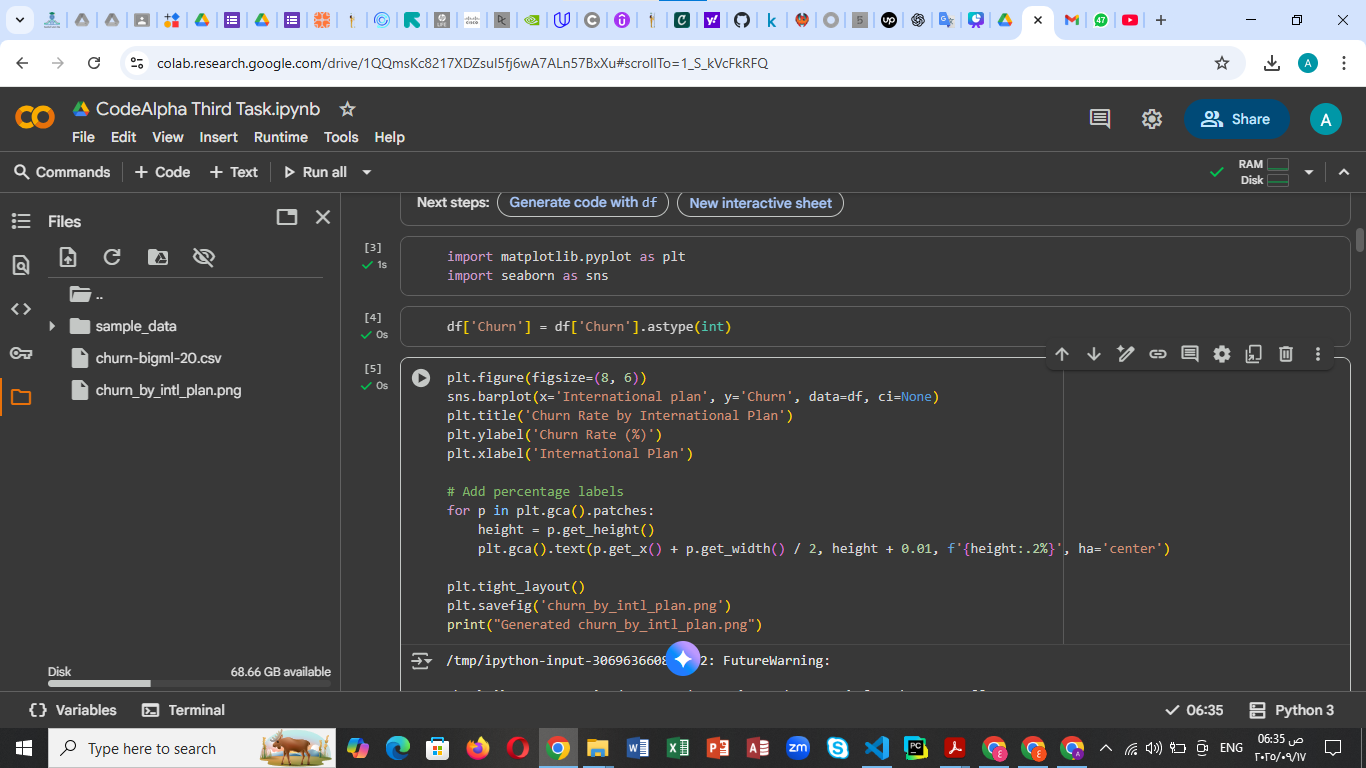 colab.research.google.com/drive/1QQmsKc8217XDZsuI5fj6wA7ALn57BxXu#scrollTo=1_S_kVcFkRFQ
A
47
CodeAlpha Third Task.ipynb
File Edit View Insert Runtime Tools Help
Share
A
Commands + Code + Text Run all
RAM
Disk
Files
..
sample_data
churn-bigml-20.csv
churn_by_intl_plan.png
Disk 68.66 GB available
Next steps: Generate code with df New interactive sheet
[3]
1s
import matplotlib.pyplot as plt
import seaborn as sns
[4]
0s
df['Churn'] = df['Churn'].astype(int)
[5]
0s
plt.figure(figsize=(8, 6))
sns.barplot(x='International plan', y='Churn', data=df, ci=None)
plt.title('Churn Rate by International Plan')
plt.ylabel('Churn Rate (%)')
plt.xlabel('International Plan')
# Add percentage labels
for p in plt.gca().patches:
height = p.get_height()
plt.gca().text(p.get_x() + p.get_width() / 2, height + 0.01, f'{height:.2%}', ha='center')
plt.tight_layout()
plt.savefig('churn_by_intl_plan.png')
print("Generated churn_by_intl_plan.png")
/tmp/ipython-input-3069636608 2: FutureWarning:
Variables Terminal
06:35 Python 3
Type here to search
ENG
06:35 ص
٢٠٢٥/٠٩/١٧